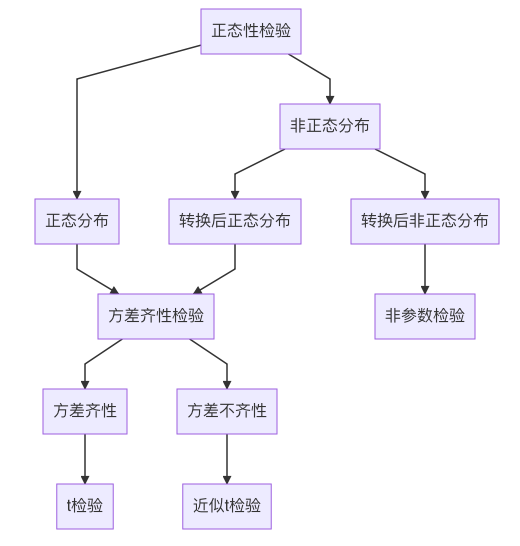 正态性检验
非正态分布
正态分布
转换后正态分布
转换后非正态分布
方差齐性检验
非参数检验
方差齐性
方差不齐性
t检验
近似t检验